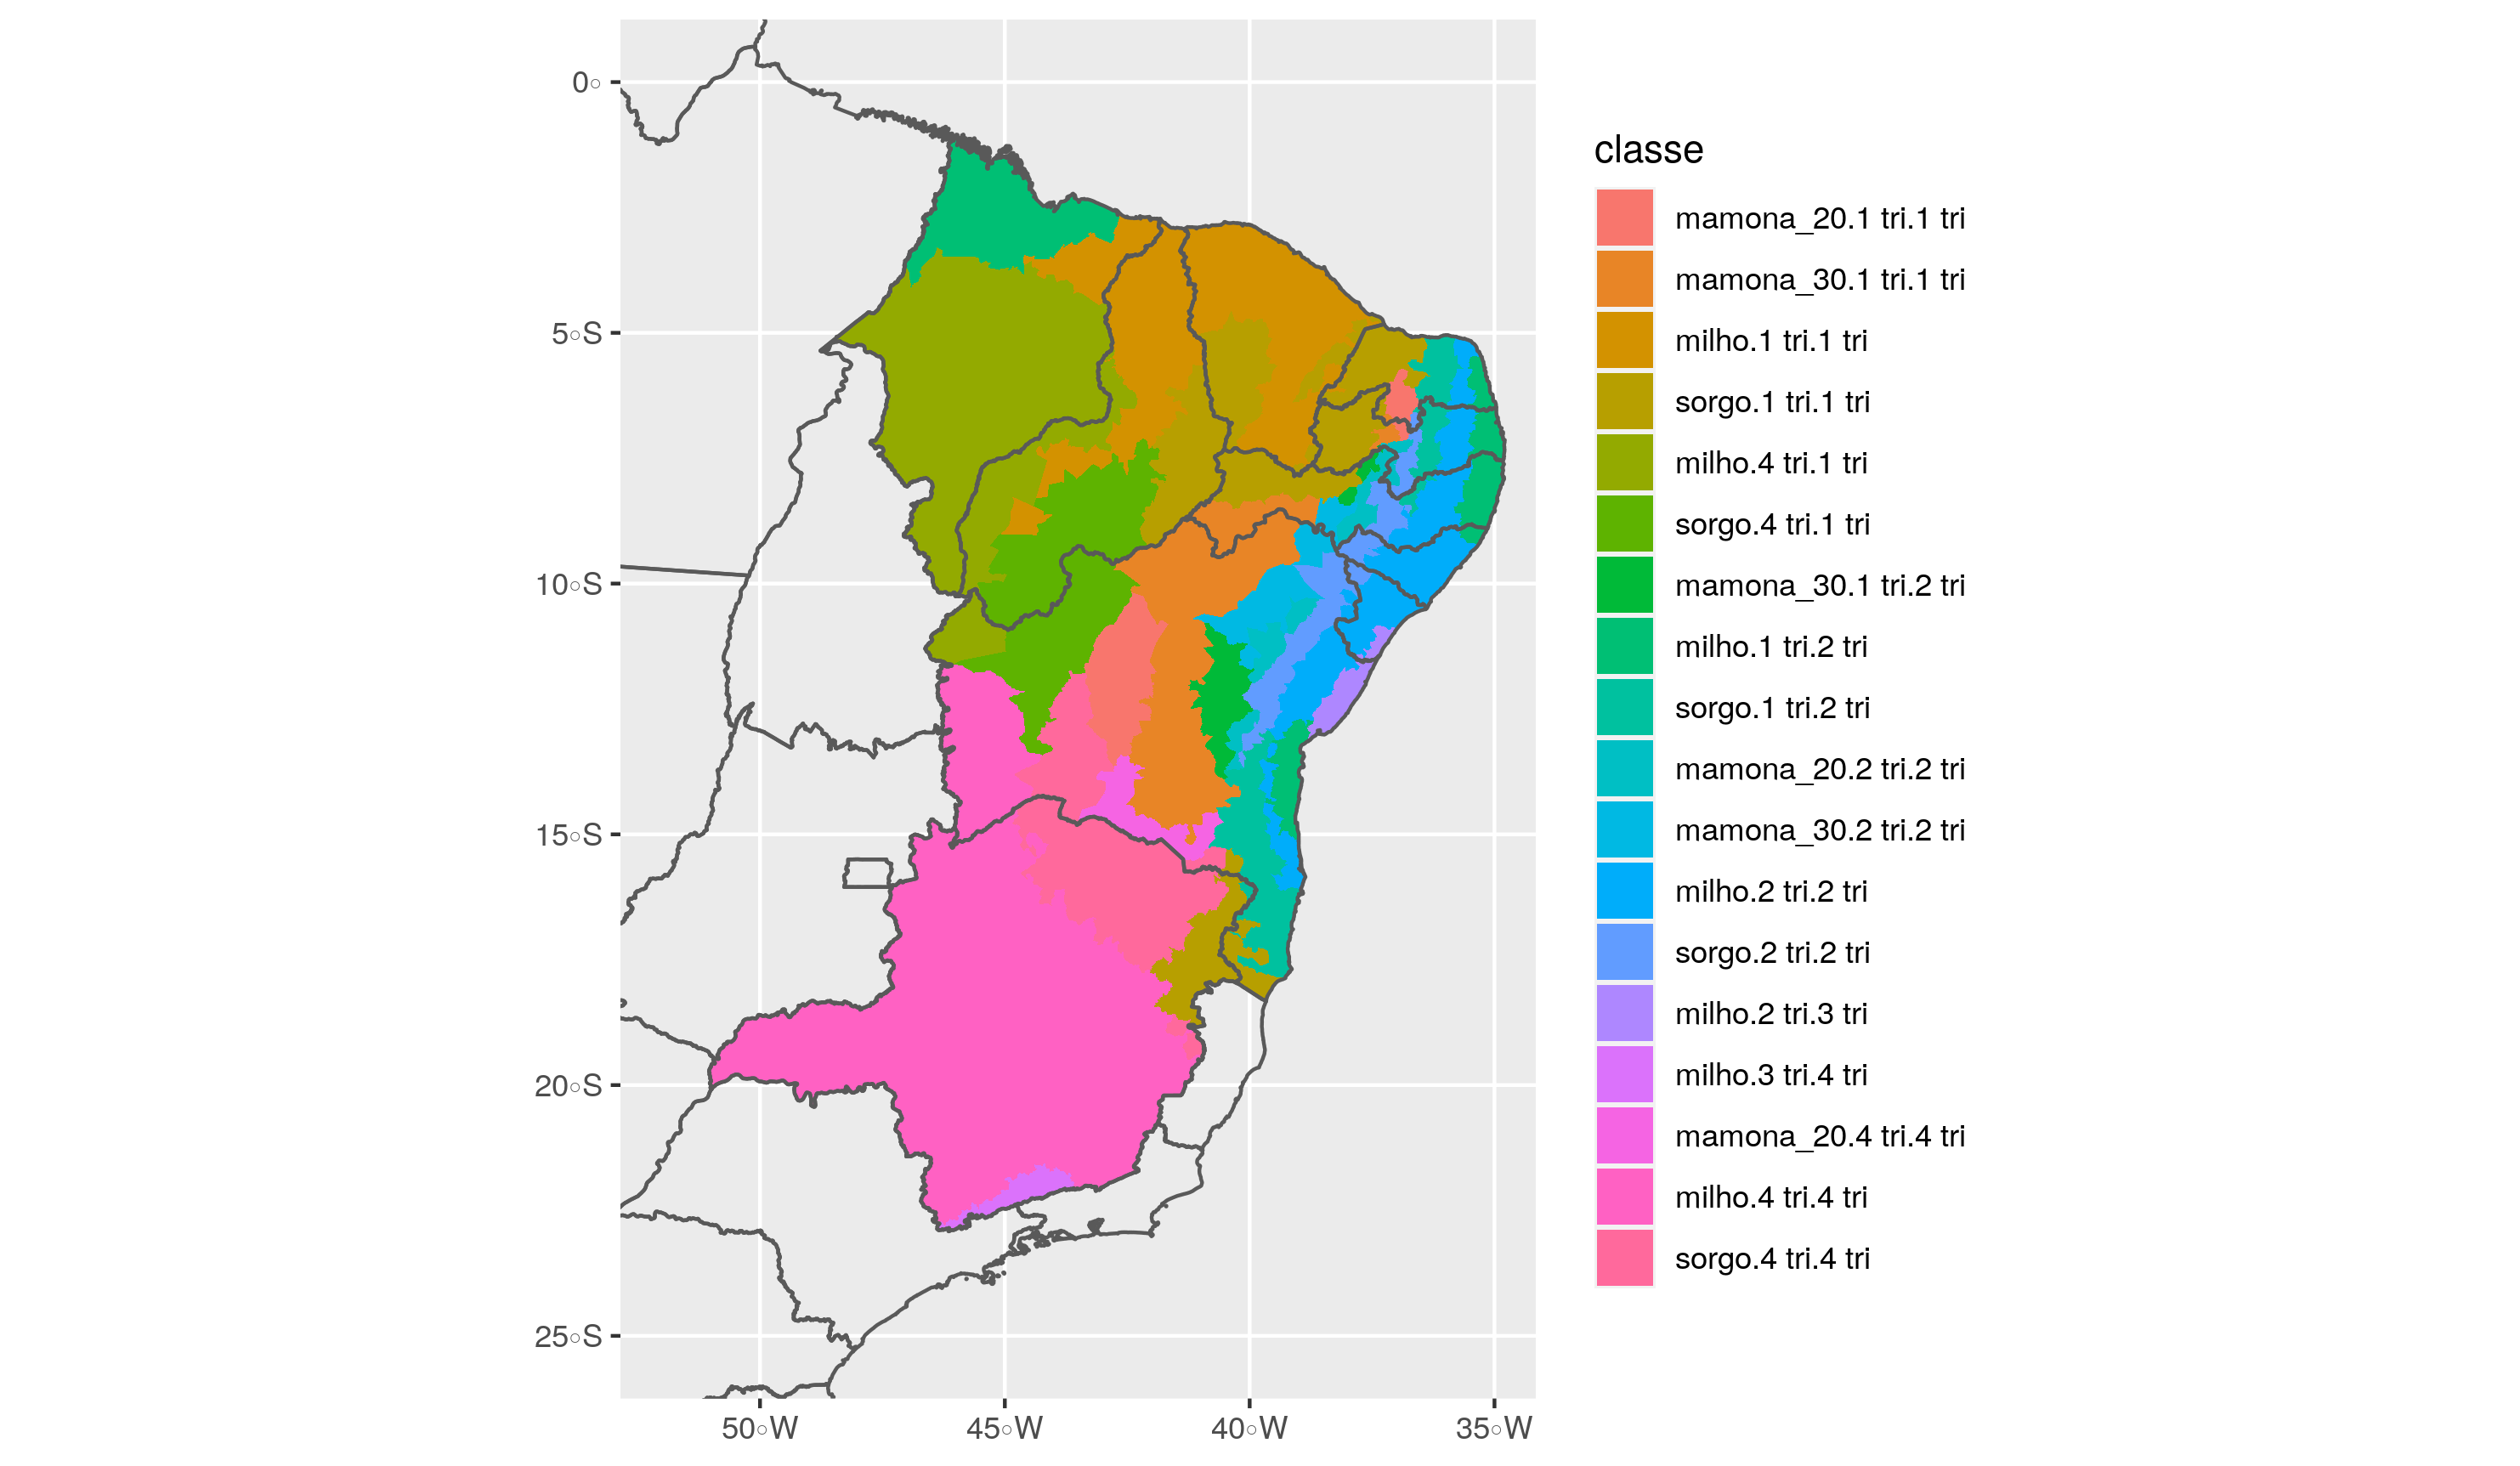 0°
5°S
10°S
15°S
20°S
25°S
50°W
45°W
40°W
35°W
classe
mamona_20.1 tri.1 tri
mamona_30.1 tri.1 tri
milho.1 tri.1 tri
sorgo.1 tri.1 tri
milho.4 tri.1 tri
sorgo.4 tri.1 tri
mamona_30.1 tri.2 tri
milho.1 tri.2 tri
sorgo.1 tri.2 tri
mamona_20.2 tri.2 tri
mamona_30.2 tri.2 tri
milho.2 tri.2 tri
sorgo.2 tri.2 tri
milho.2 tri.3 tri
milho.3 tri.4 tri
mamona_20.4 tri.4 tri
milho.4 tri.4 tri
sorgo.4 tri.4 tri